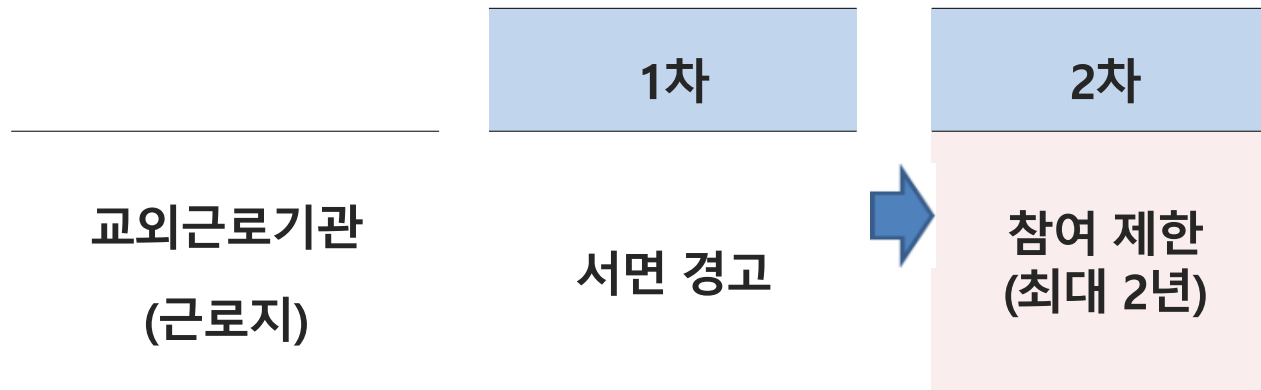 1차
2차
교외근로기관
(근로지)
서면 경고
참여 제한
(최대 2년)